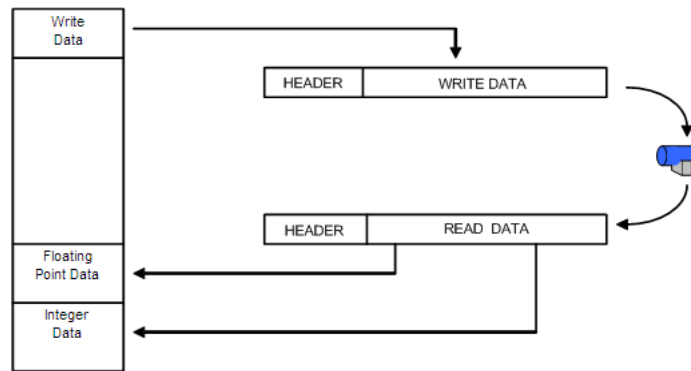 Write
Data
HEADER
WRITE DATA
HEADER
READ DATA
Floating
Point Data
Integer
Data